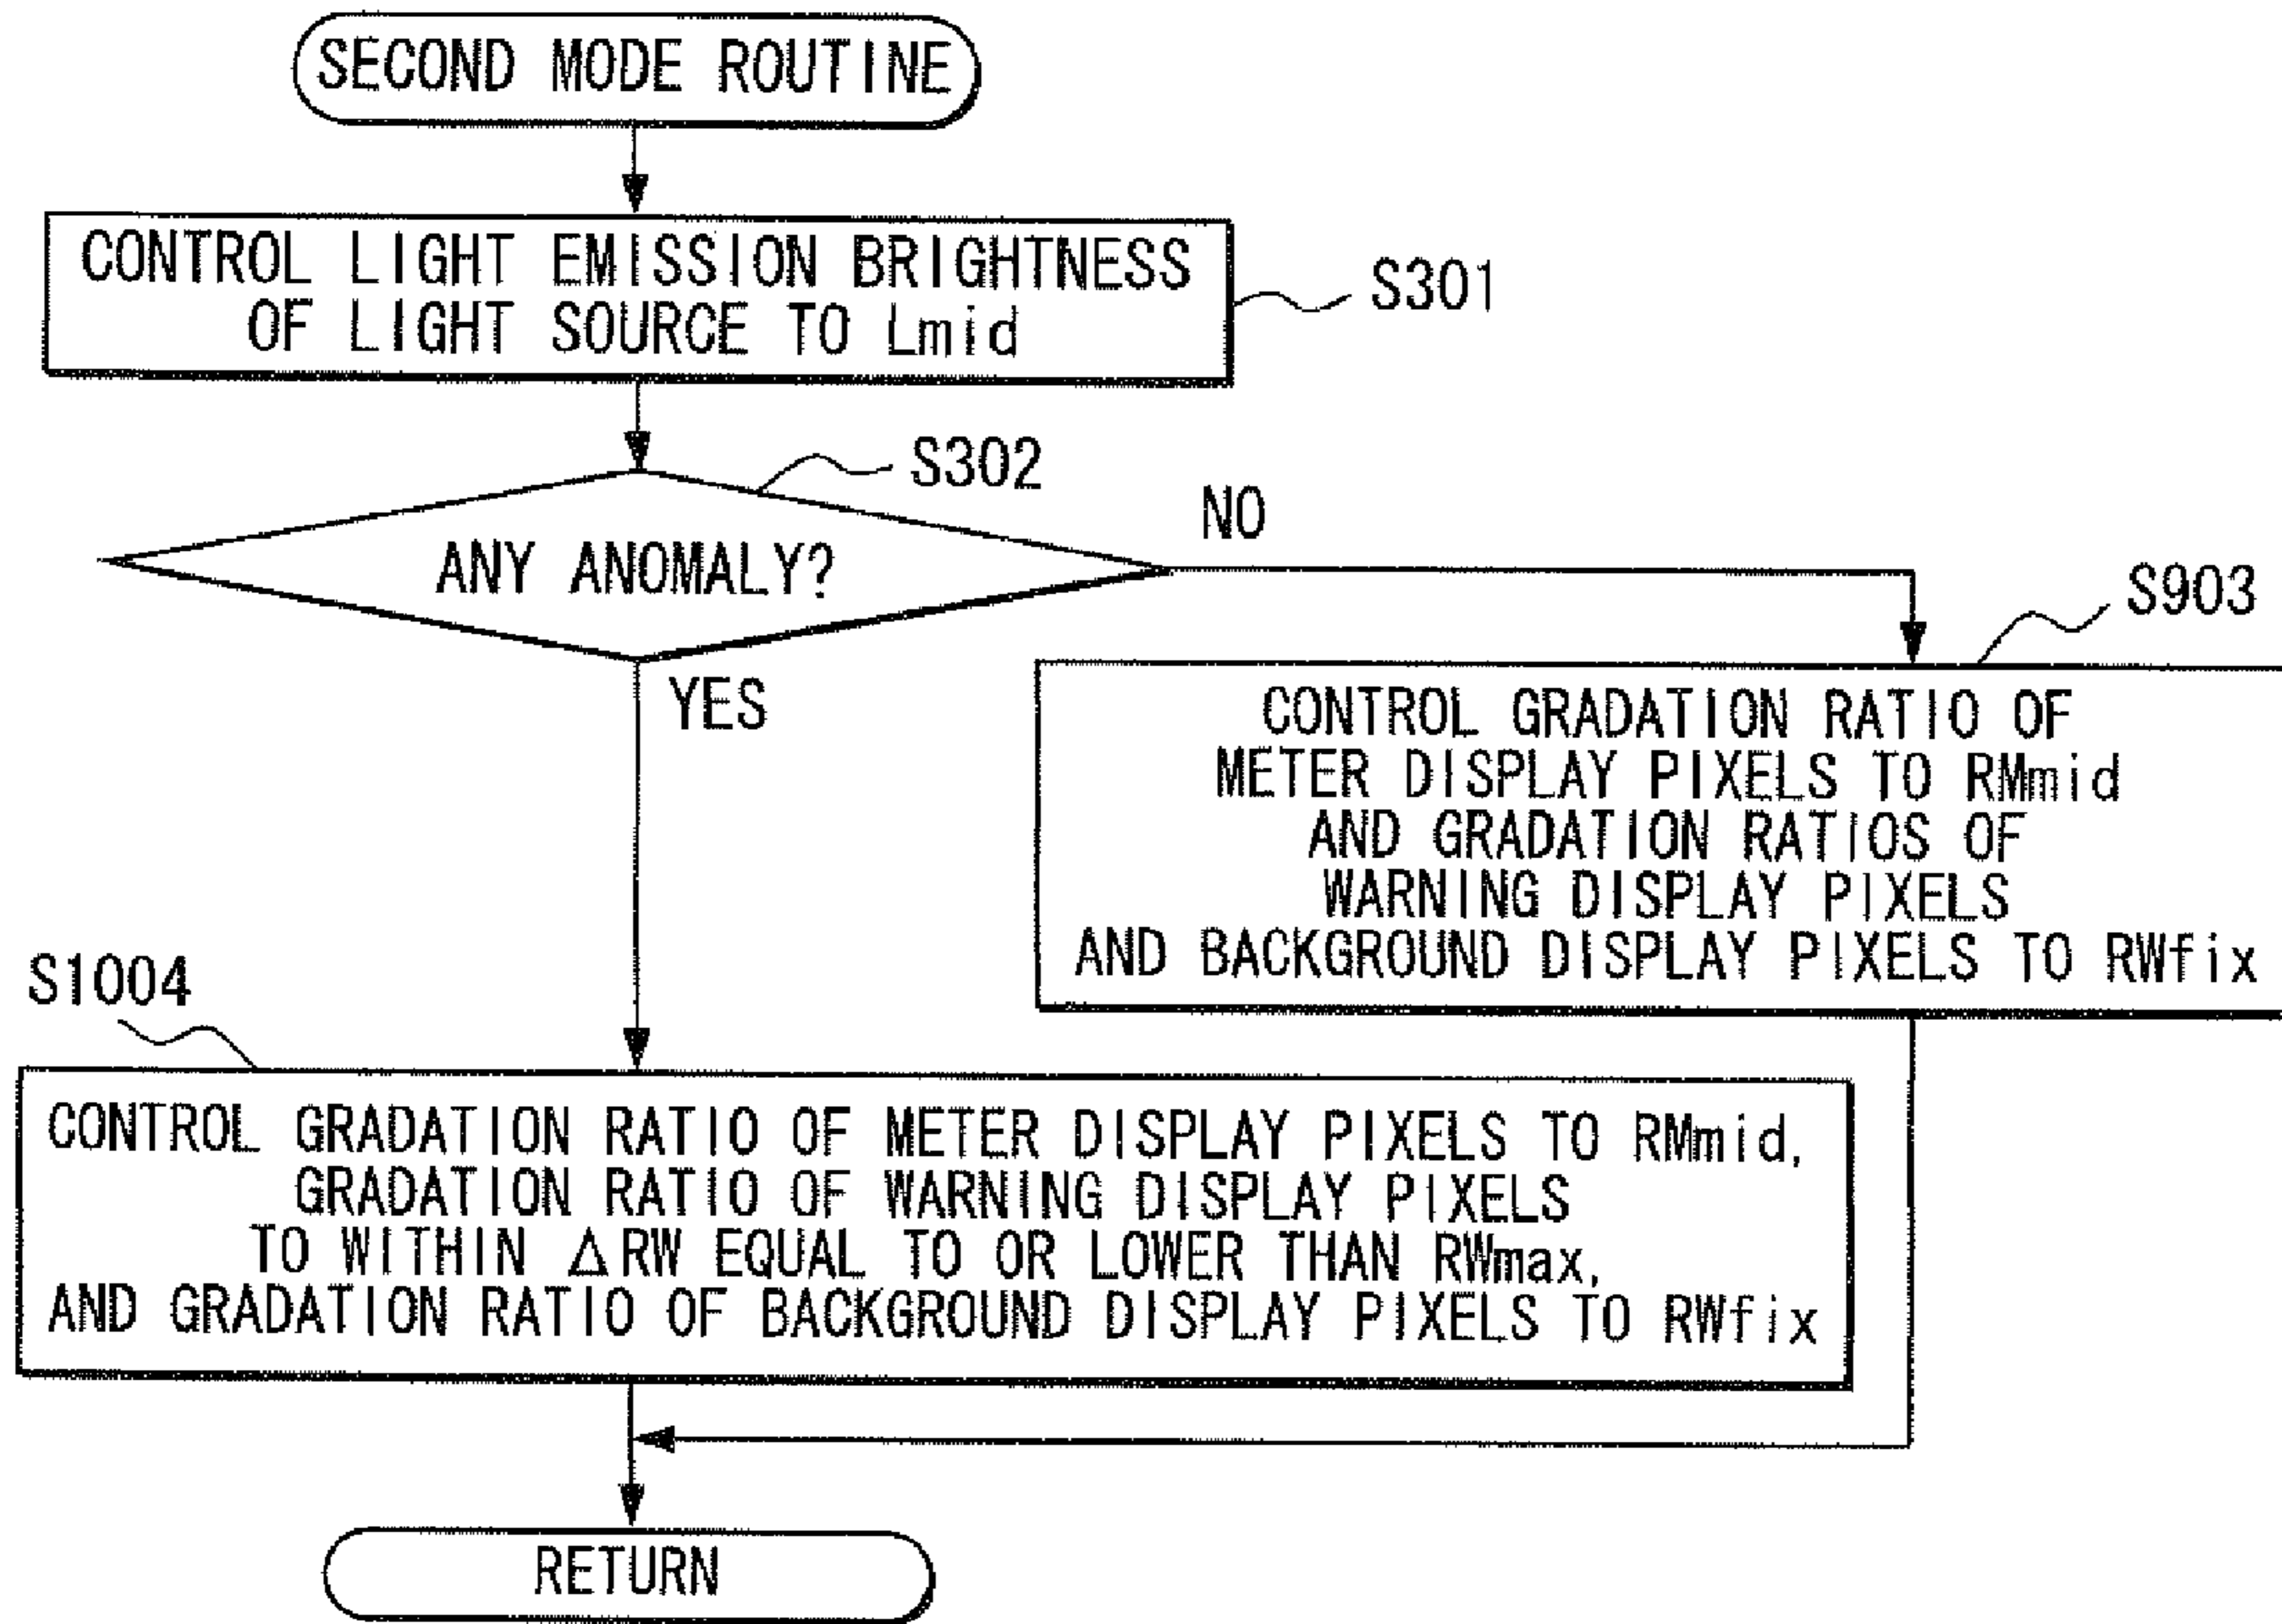 SECOND MODE ROUTINE
CONTROL LIGHT EMISSION BRIGHTNESS
OF LIGHT SOURCE TO Lmid
S301
S302
ANY ANOMALY?
NO
YES
S903
CONTROL GRADATION RATIO OF
METER DISPLAY PIXELS TO RMmid
AND GRADATION RATIOS OF
WARNING DISPLAY PIXELS
AND BACKGROUND DISPLAY PIXELS TO RWfix
S1004
CONTROL GRADATION RATIO OF METER DISPLAY PIXELS TO RMmid,
GRADATION RATIO OF WARNING DISPLAY PIXELS
TO WITHIN △RW EQUAL TO OR LOWER THAN RWmax,
AND GRADATION RATIO OF BACKGROUND DISPLAY PIXELS TO RWfix
RETURN